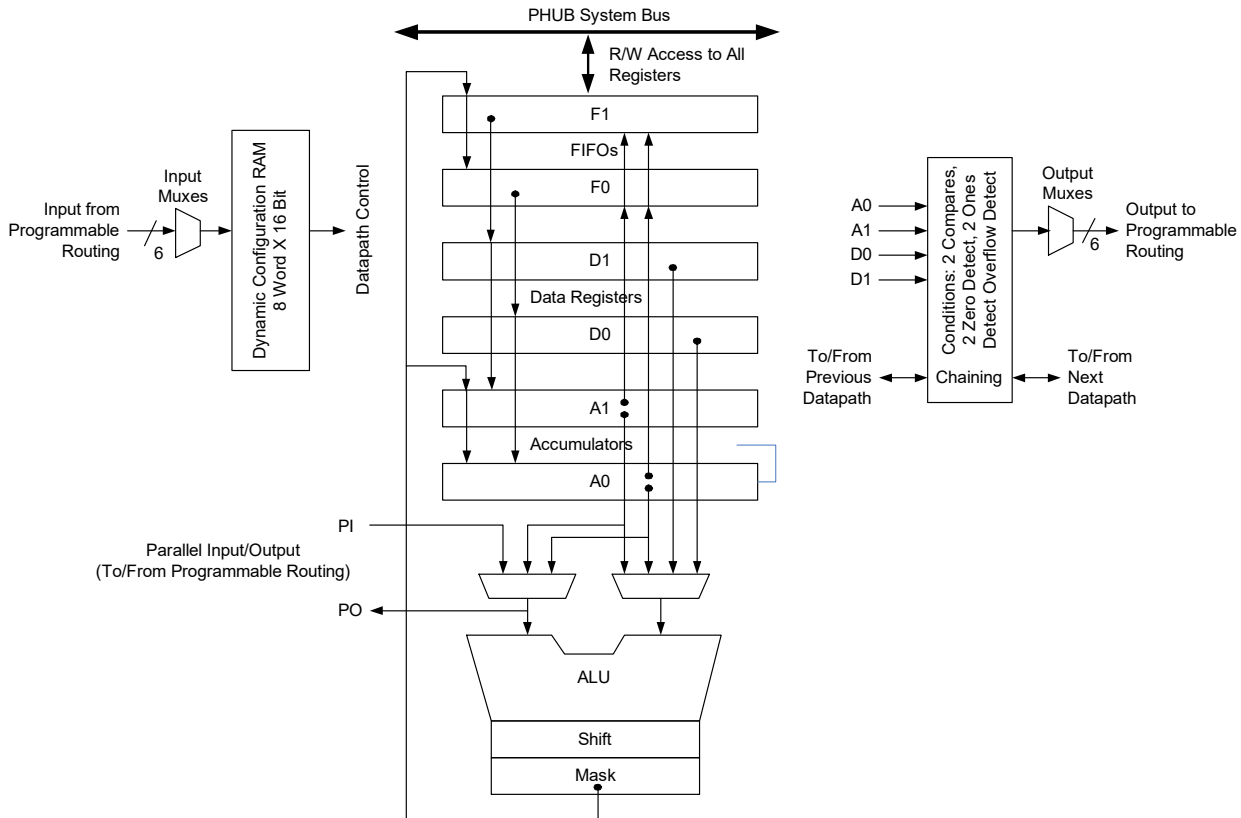 PHUB System Bus
R/W Access to All
Registers
F1
FIFOs
F0
D1
Data Registers
D0
A1
Accumulators
A0
Input from
Programmable
Routing
6
Input
Muxes
Dynamic Configuration RAM
8 Word X 16 Bit
Datapath Control
PI
Parallel Input/Output
(To/From Programmable Routing)
PO
ALU
Shift
Mask
A0
A1
D0
D1
Conditions: 2 Compares,
2 Zero Detect, 2 Ones
Detect Overflow Detect
Chaining
To/From
Previous
Datapath
To/From
Next
Datapath
Output
Muxes
6
Output to
Programmable
Routing